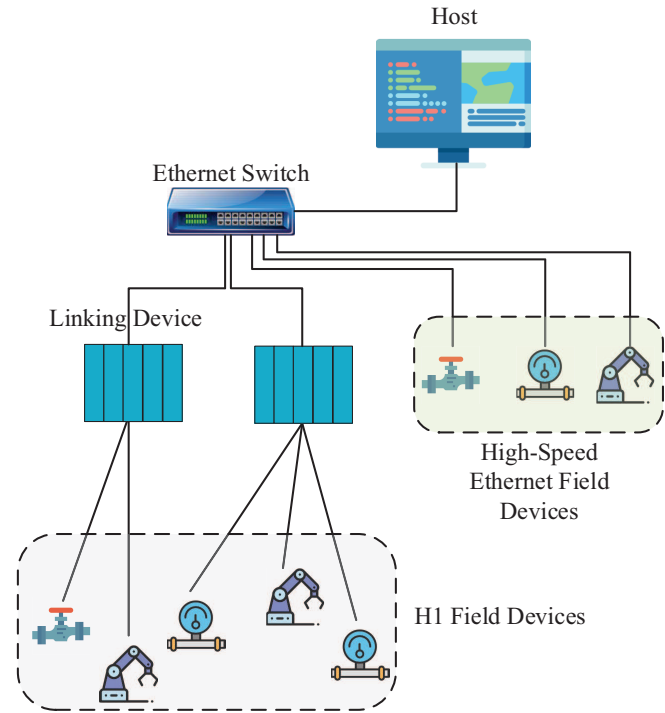 Host
Ethernet Switch
Linking Device
High-Speed
Ethernet Field
Devices
H1 Field Devices